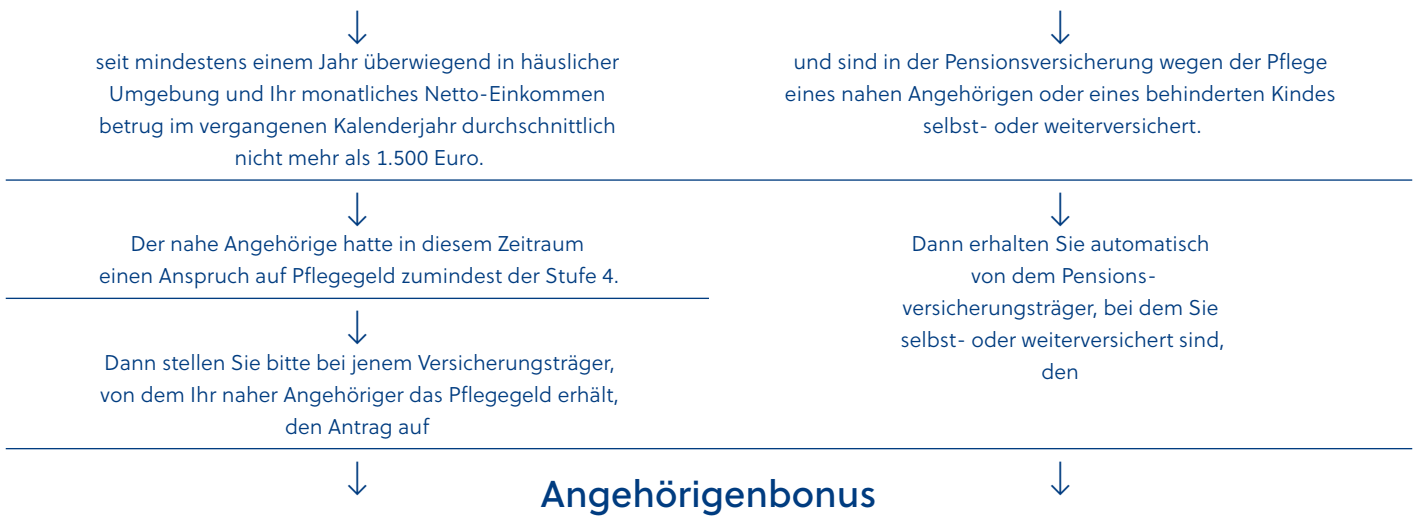 seit mindestens einem Jahr überwiegend in häuslicher
Umgebung und Ihr monatliches Netto-Einkommen
betrug im vergangenen Kalenderjahr durchschnittlich
nicht mehr als 1.500 Euro.
und sind in der Pensionsversicherung wegen der Pflege
eines nahen Angehörigen oder eines behinderten Kindes
selbst- oder weiterversichert.
Der nahe Angehörige hatte in diesem Zeitraum
einen Anspruch auf Pflegegeld zumindest der Stufe 4.
Dann stellen Sie bitte bei jenem Versicherungsträger,
von dem Ihr naher Angehöriger das Pflegegeld erhält,
den Antrag auf
Dann erhalten Sie automatisch
von dem Pensions-
versicherungsträger, bei dem Sie
selbst- oder weiterversichert sind,
den
Angehörigenbonus